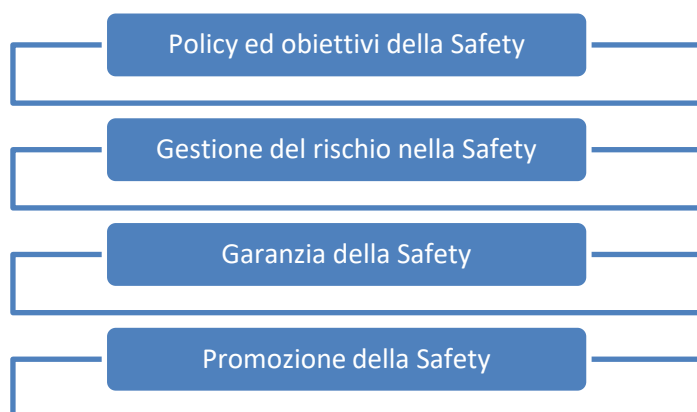 Policy ed obiettivi della Safety
Gestione del rischio nella Safety
Garanzia della Safety
Promozione della Safety